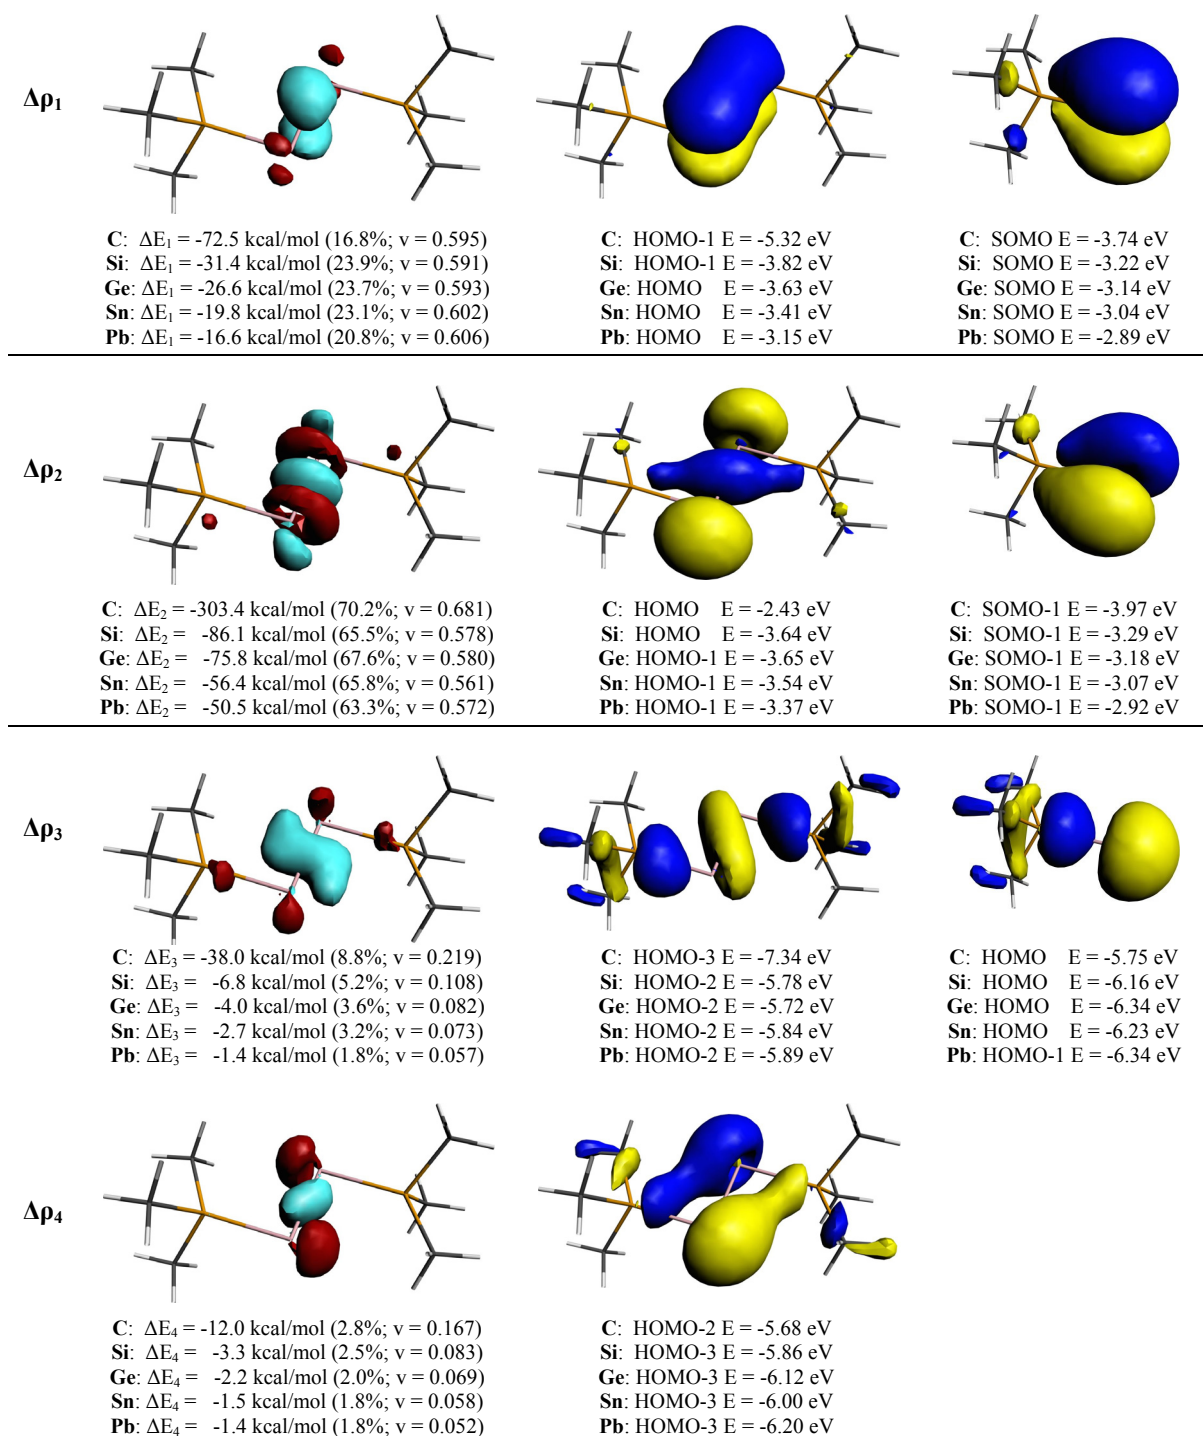 Δρ1
C: ΔE1 = -72.5 kcal/mol (16.8%; v = 0.595)
Si: ΔE1 = -31.4 kcal/mol (23.9%; v = 0.591)
Ge: ΔE1 = -26.6 kcal/mol (23.7%; v = 0.593)
Sn: ΔE1 = -19.8 kcal/mol (23.1%; v = 0.602)
Pb: ΔE1 = -16.6 kcal/mol (20.8%; v = 0.606)
C: HOMO-1 E = -5.32 eV
Si: HOMO-1 E = -3.82 eV
Ge: HOMO E = -3.63 eV
Sn: HOMO E = -3.41 eV
Pb: HOMO E = -3.15 eV
C: SOMO E = -3.74 eV
Si: SOMO E = -3.22 eV
Ge: SOMO E = -3.14 eV
Sn: SOMO E = -3.04 eV
Pb: SOMO E = -2.89 eV
Δρ2
C: ΔE2 = -303.4 kcal/mol (70.2%; v = 0.681)
Si: ΔE2 = -86.1 kcal/mol (65.5%; v = 0.578)
Ge: ΔE2 = -75.8 kcal/mol (67.6%; v = 0.580)
Sn: ΔE2 = -56.4 kcal/mol (65.8%; v = 0.561)
Pb: ΔE2 = -50.5 kcal/mol (63.3%; v = 0.572)
C: HOMO E = -2.43 eV
Si: HOMO E = -3.64 eV
Ge: HOMO-1 E = -3.65 eV
Sn: HOMO-1 E = -3.54 eV
Pb: HOMO-1 E = -3.37 eV
C: SOMO-1 E = -3.97 eV
Si: SOMO-1 E = -3.29 eV
Ge: SOMO-1 E = -3.18 eV
Sn: SOMO-1 E = -3.07 eV
Pb: SOMO-1 E = -2.92 eV
Δρ3
C: ΔE3 = -38.0 kcal/mol (8.8%; v = 0.219)
Si: ΔE3 = -6.8 kcal/mol (5.2%; v = 0.108)
Ge: ΔE3 = -4.0 kcal/mol (3.6%; v = 0.082)
Sn: ΔE3 = -2.7 kcal/mol (3.2%; v = 0.073)
Pb: ΔE3 = -1.4 kcal/mol (1.8%; v = 0.057)
C: HOMO-3 E = -7.34 eV
Si: HOMO-2 E = -5.78 eV
Ge: HOMO-2 E = -5.72 eV
Sn: HOMO-2 E = -5.84 eV
Pb: HOMO-2 E = -5.89 eV
C: HOMO E = -5.75 eV
Si: HOMO E = -6.16 eV
Ge: HOMO E = -6.34 eV
Sn: HOMO E = -6.23 eV
Pb: HOMO-1 E = -6.34 eV
Δρ4
C: ΔE4 = -12.0 kcal/mol (2.8%; v = 0.167)
Si: ΔE4 = -3.3 kcal/mol (2.5%; v = 0.083)
Ge: ΔE4 = -2.2 kcal/mol (2.0%; v = 0.069)
Sn: ΔE4 = -1.5 kcal/mol (1.8%; v = 0.058)
Pb: ΔE4 = -1.4 kcal/mol (1.8%; v = 0.052)
C: HOMO-2 E = -5.68 eV
Si: HOMO-3 E = -5.86 eV
Ge: HOMO-3 E = -6.12 eV
Sn: HOMO-3 E = -6.00 eV
Pb: HOMO-3 E = -6.20 eV